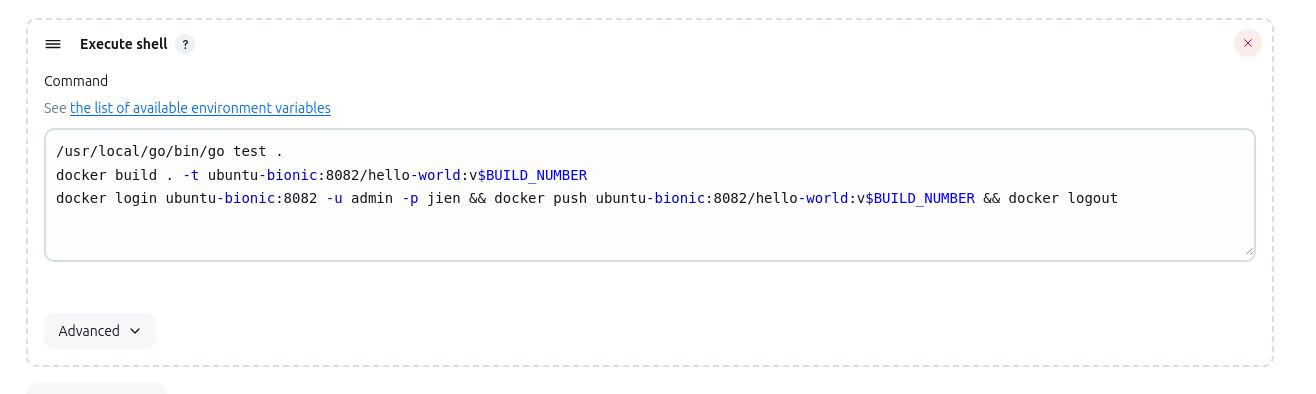 Execute shell ?
Command
See the list of available environment variables
/usr/local/go/bin/go test .
docker build . -t ubuntu-bionic:8082/hello-world:v$BUILD_NUMBER
docker login ubuntu-bionic:8082 -u admin -p jien && docker push ubuntu-bionic:8082/hello-world:v$BUILD_NUMBER && docker logout
Advanced